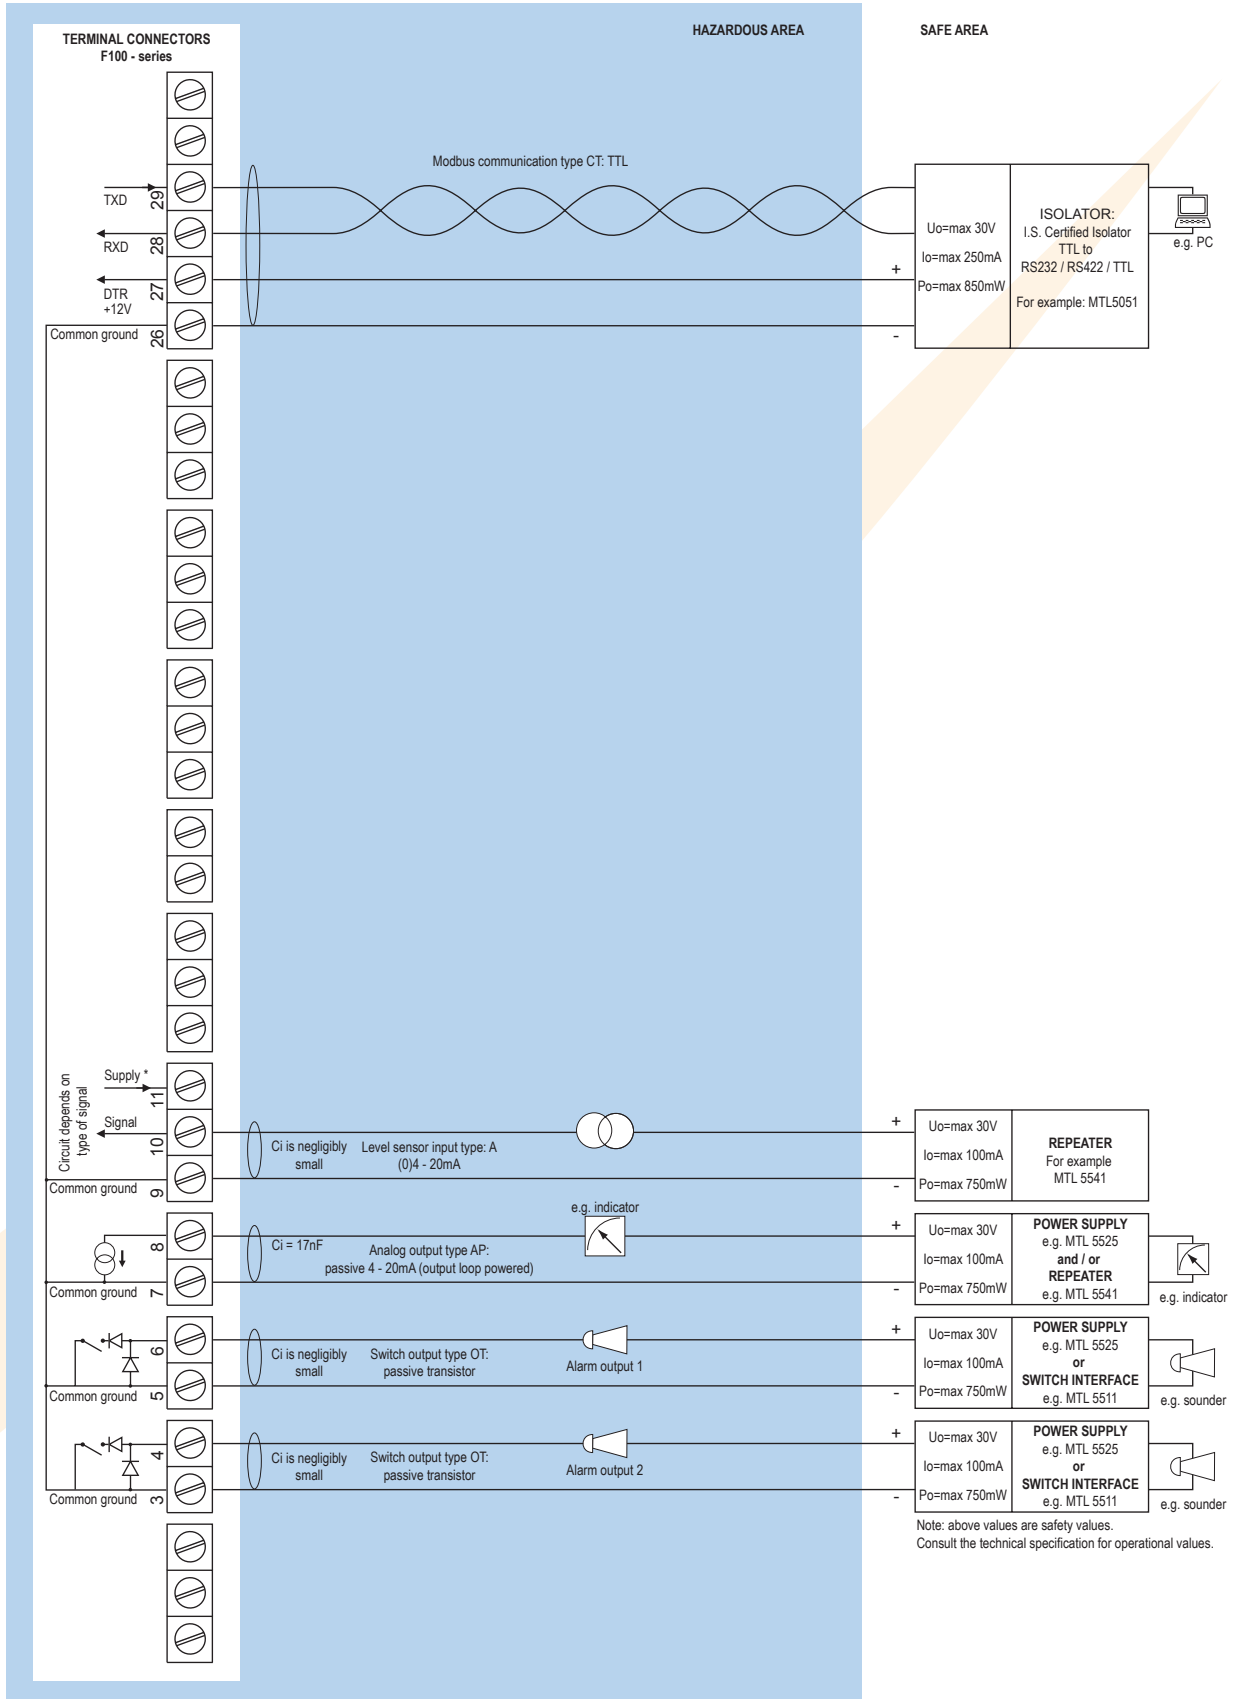 TERMINAL CONNECTORS
F100 - series
HAZARDOUS AREA
SAFE AREA
Modbus communication type CT: TTL
TXD
29
RXD
28
DTR
+12V
27
Common ground
26
+
-
Uo=max 30V
Io=max 250mA
Po=max 850mW
ISOLATOR:
I.S. Certified Isolator
TTL to
RS232 / RS422 / TTL
For example: MTL5051
e.g. PC
Circuit depends on
type of signal
Supply *
11
Signal
10
Common ground
9
Ci is negligibly
small
Level sensor input type: A
(0)4 - 20mA
+
-
Uo=max 30V
Io=max 100mA
Po=max 750mW
REPEATER
For example
MTL 5541
8
Common ground
7
Ci = 17nF
Analog output type AP:
passive 4 - 20mA (output loop powered)
e.g. indicator
+
-
Uo=max 30V
Io=max 100mA
Po=max 750mW
POWER SUPPLY
e.g. MTL 5525
and / or
REPEATER
e.g. MTL 5541
e.g. indicator
6
Common ground
5
Ci is negligibly
small
Switch output type OT:
passive transistor
Alarm output 1
+
-
Uo=max 30V
Io=max 100mA
Po=max 750mW
POWER SUPPLY
e.g. MTL 5525
or
SWITCH INTERFACE
e.g. MTL 5511
e.g. sounder
4
Common ground
3
Ci is negligibly
small
Switch output type OT:
passive transistor
Alarm output 2
+
-
Uo=max 30V
Io=max 100mA
Po=max 750mW
POWER SUPPLY
e.g. MTL 5525
or
SWITCH INTERFACE
e.g. MTL 5511
e.g. sounder
Note: above values are safety values.
Consult the technical specification for operational values.